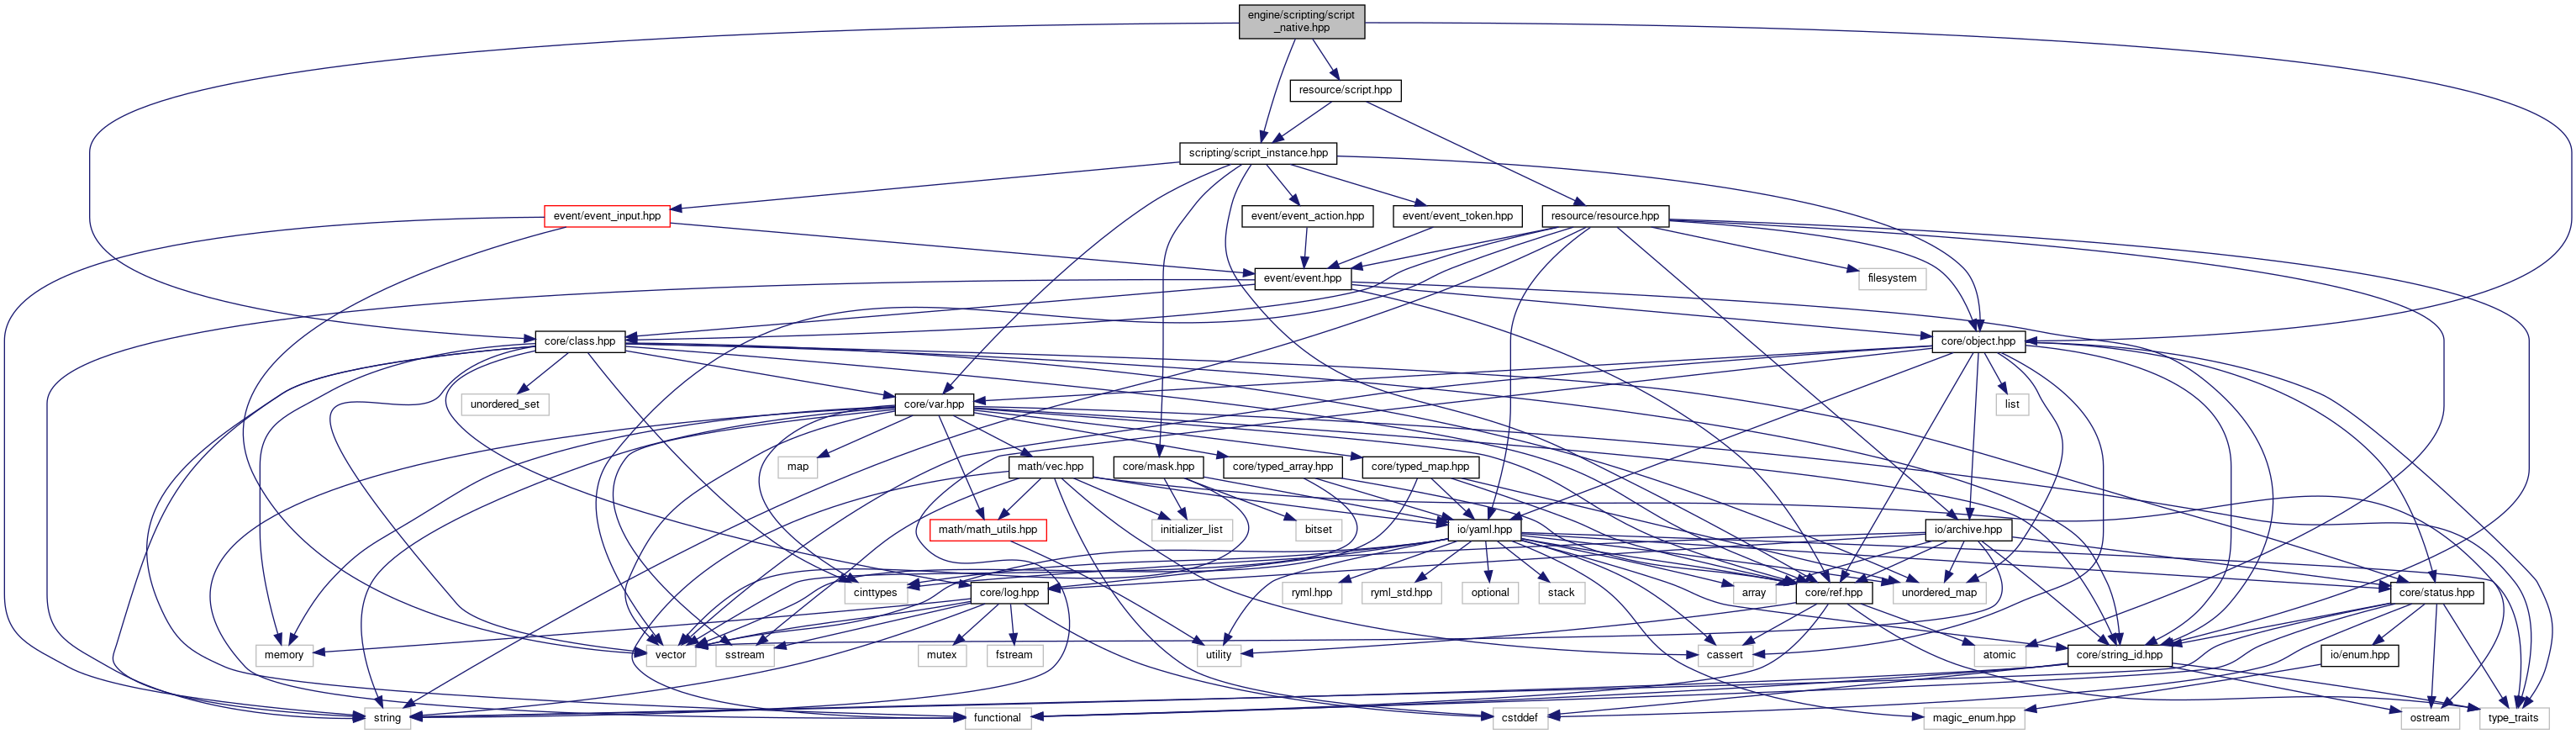 engine/scripting/script
_native.hpp
resource/script.hpp
scripting/script_instance.hpp
event/event_input.hpp
event/event_action.hpp
event/event_token.hpp
resource/resource.hpp
event/event.hpp
filesystem
core/class.hpp
core/object.hpp
unordered_set
core/var.hpp
list
map
math/vec.hpp
core/mask.hpp
core/typed_array.hpp
core/typed_map.hpp
math/math_utils.hpp
initializer_list
bitset
io/yaml.hpp
io/archive.hpp
cinttypes
core/log.hpp
ryml.hpp
ryml_std.hpp
optional
stack
array
core/ref.hpp
unordered_map
core/status.hpp
memory
vector
sstream
mutex
fstream
utility
cassert
atomic
core/string_id.hpp
io/enum.hpp
string
functional
cstddef
magic_enum.hpp
ostream
type_traits